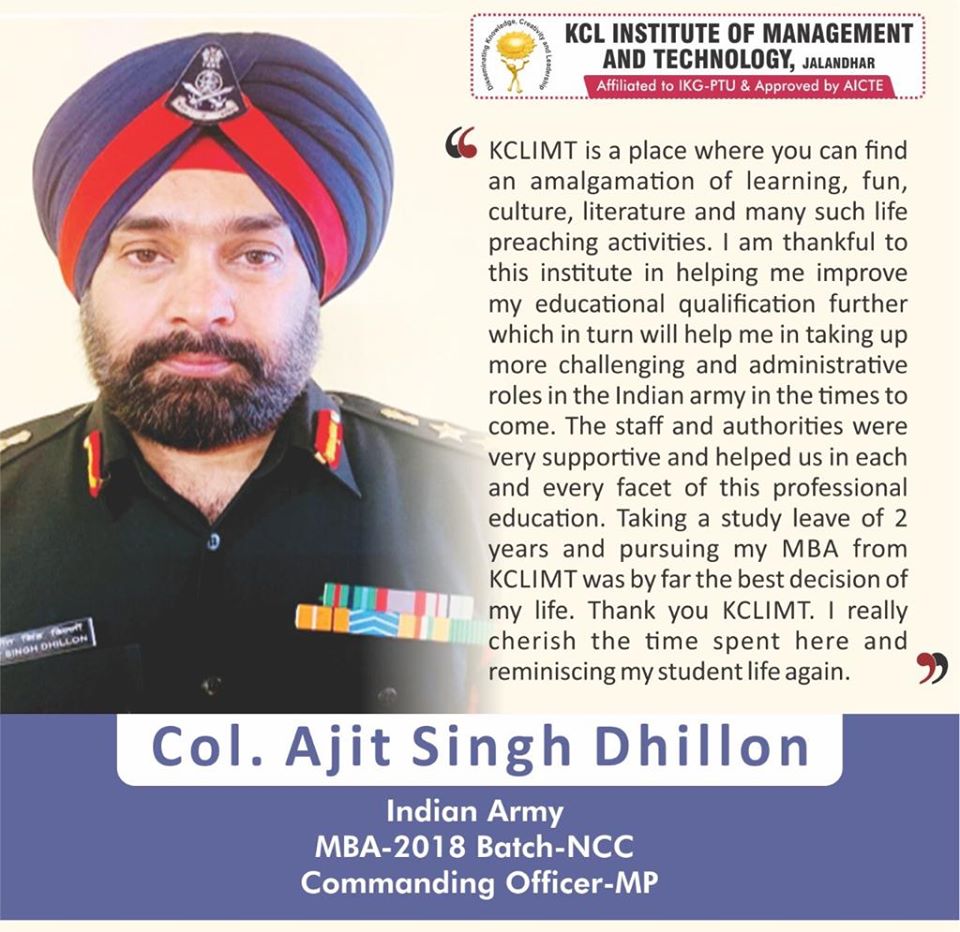 Disseminating Knowledge, Creativity and Leadership
KCL INSTITUTE OF MANAGEMENT
AND TECHNOLOGY, JALANDHAR
Affiliated to IKG-PTU & Approved by AICTE
“ KCLIMT is a place where you can find
an amalgamation of learning, fun,
culture, literature and many such life
preaching activities. I am thankful to
this institute in helping me improve
my educational qualification further
which in turn will help me in taking up
more challenging and administrative
roles in the Indian army in the times to
come. The staff and authorities were
very supportive and helped us in each
and every facet of this professional
education. Taking a study leave of 2
years and pursuing my MBA from
KCLIMT was by far the best decision of
my life. Thank you KCLIMT. I really
cherish the time spent here and
reminiscing my student life again. ”
सिंह ढिल्लों
SINGH DHILLON
Col. Ajit Singh Dhillon
Indian Army
MBA-2018 Batch-NCC
Commanding Officer-MP